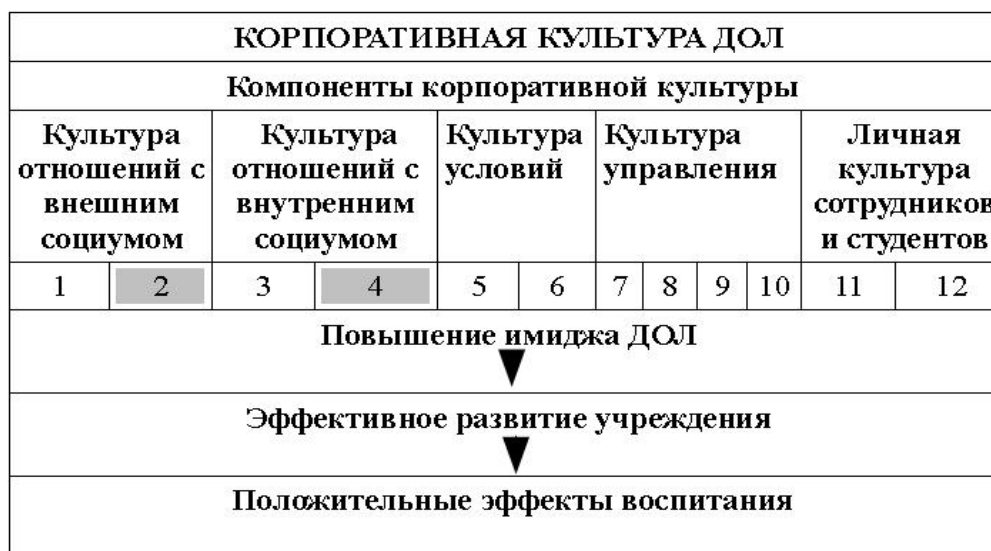 КОРПОРАТИВНАЯ КУЛЬТУРА ДОЛ
Компоненты корпоративной культуры
Культура
отношений с
внешним
социумом
Культура
отношений с
внутренним
социумом
Культура
условий
Культура
управления
Личная
культура
сотрудников
и студентов
1 2 3 4 5 6 7 8 9 10 11 12
Повышение имиджа ДОЛ
Эффективное развитие учреждения
Положительные эффекты воспитания